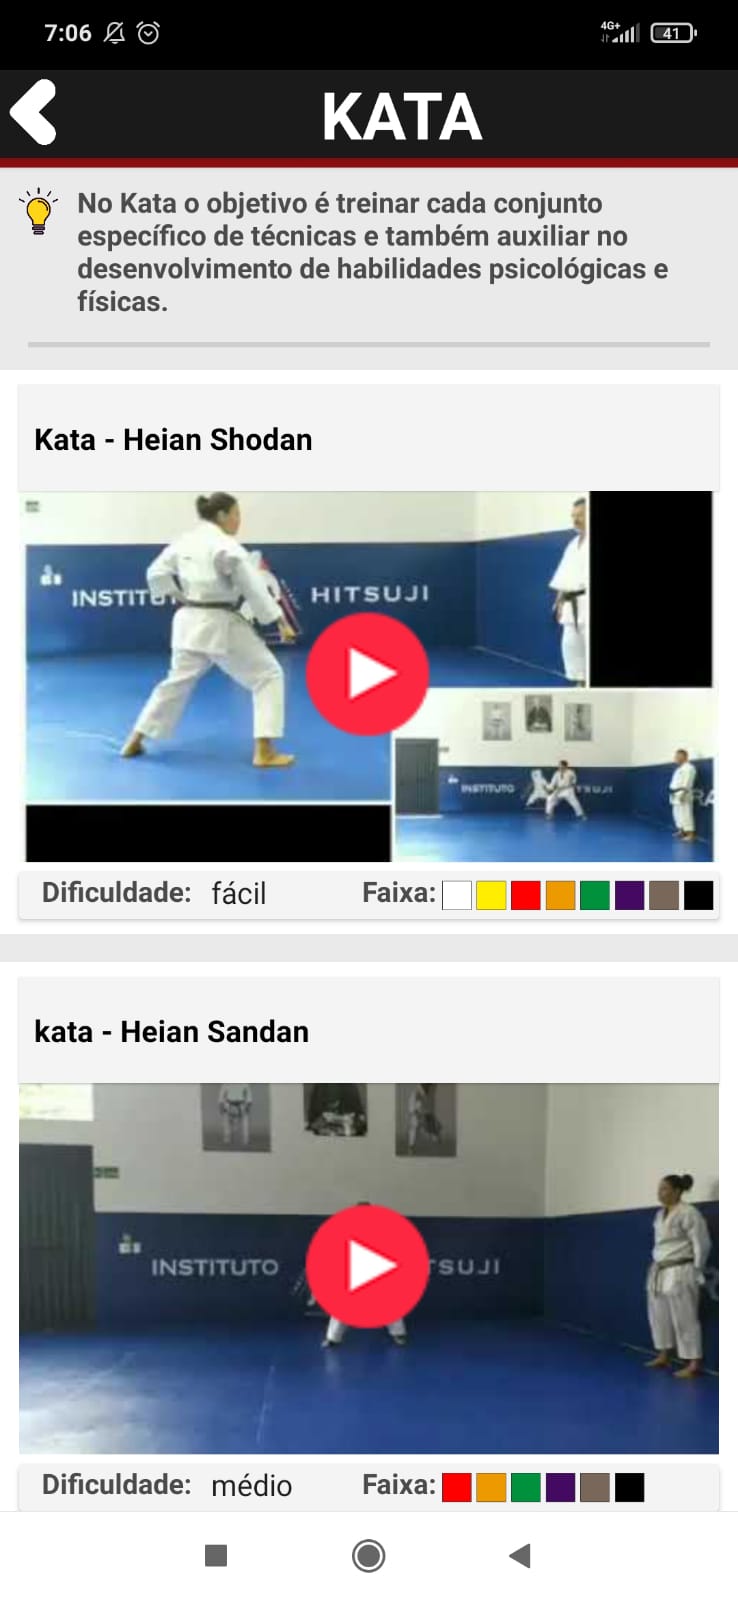 7:06
4G+
41
KATA
No Kata o objetivo é treinar cada conjunto
específico de técnicas e também auxiliar no
desenvolvimento de habilidades psicológicas e
físicas.
Kata - Heian Shodan
HITSUJI
INSTITUTO
Dificuldade: fácil Faixa:
kata - Heian Sandan
INSTITUTO
Dificuldade: médio Faixa: